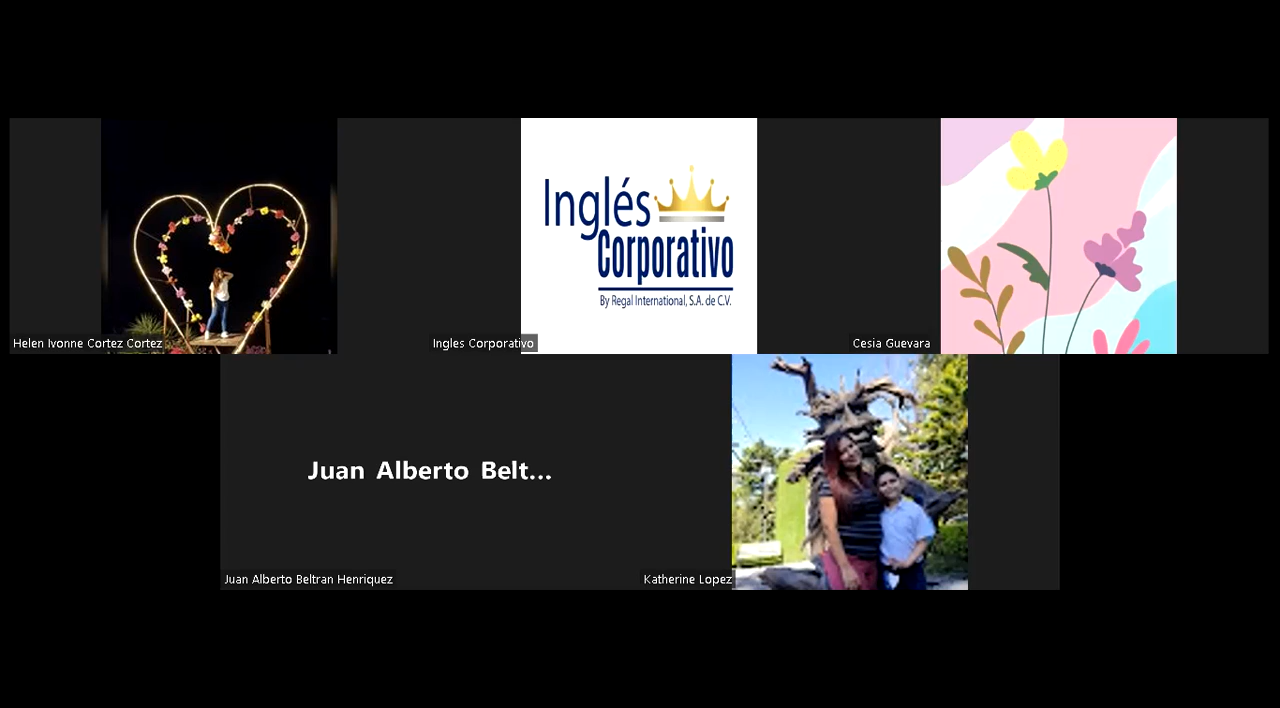 Inglés
Corporativo
By Regal International, S.A. de C.V.
Helen Ivonne Cortez Cortez
Ingles Corporativo
Cesia Guevara
Juan Alberto Belt...
Juan Alberto Beltran Henriquez
Katherine Lopez